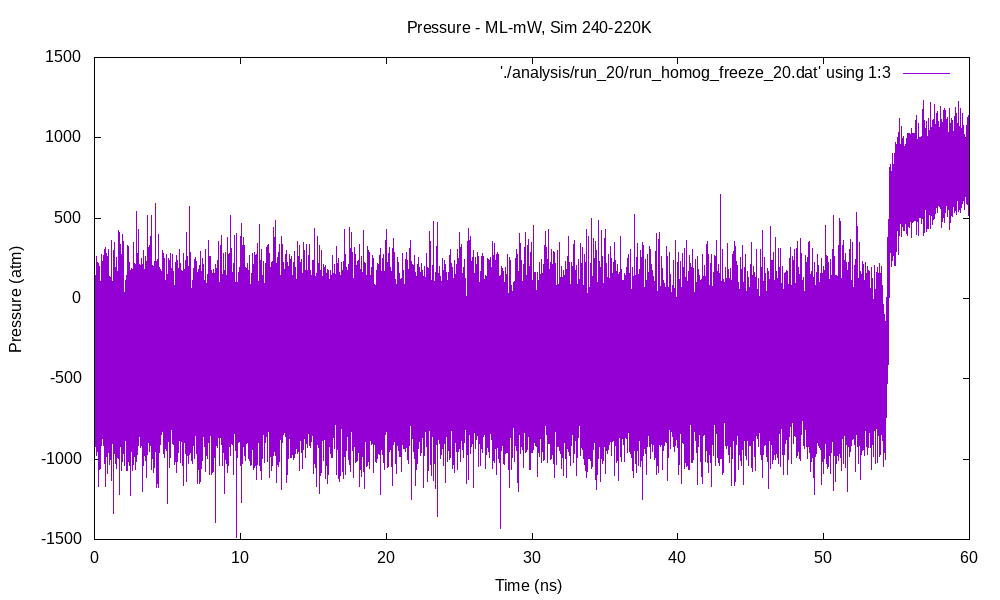 Pressure - ML-mW, Sim 240-220K
'./analysis/run_20/run_homog_freeze_20.dat' using 1:3
1500
1000
500
0
-500
-1000
-1500
Pressure (atm)
0 10 20 30 40 50 60
Time (ns)